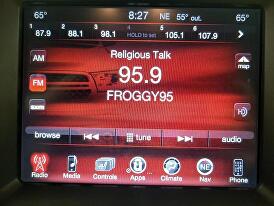 65° 8:27 NE 55° out. 65°
1 87.9 2 88.1 3 98.1 4 HOLD to set 5 105.1 6 107.9
AM
Religious Talk
map
FM
95.9
FROGGY95
HD
browse tune audio
Radio Media Controls Apps Climate Nav Phone
NE